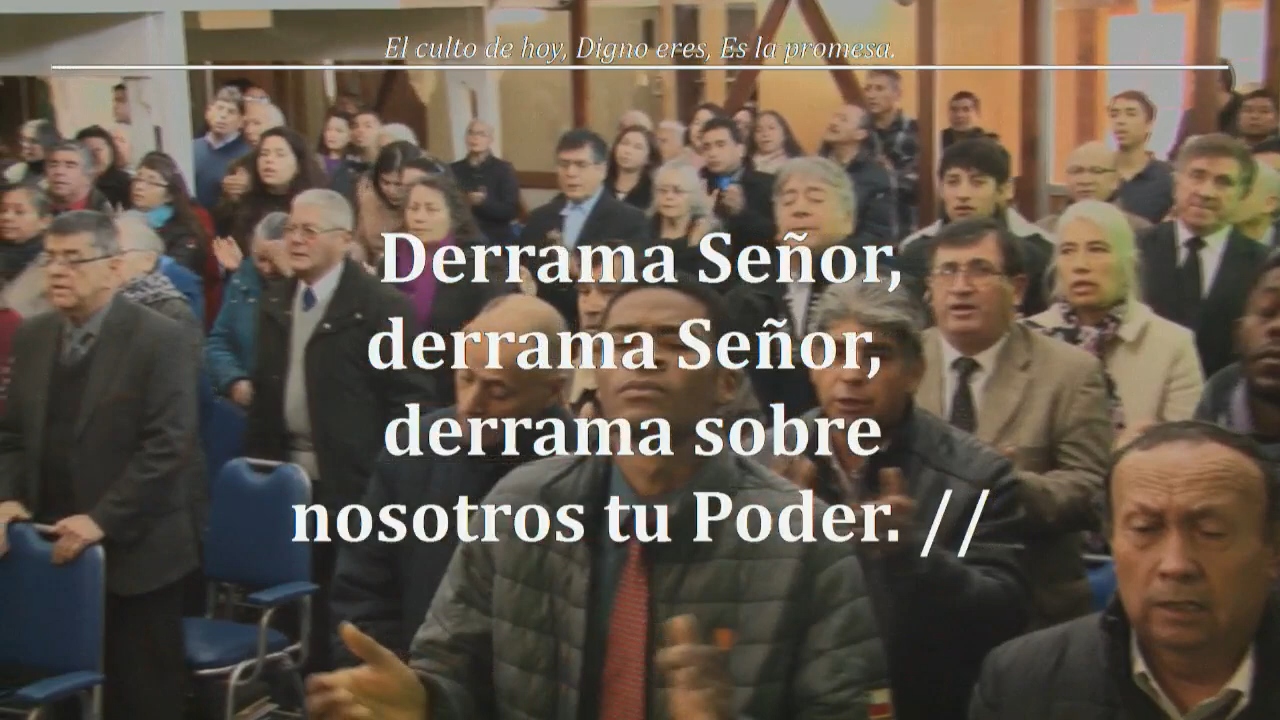 El culto de hoy, Digno eres, Es la promesa.
Derrama Señor,
derrama Señor,
derrama sobre
nosotros tu Poder. //